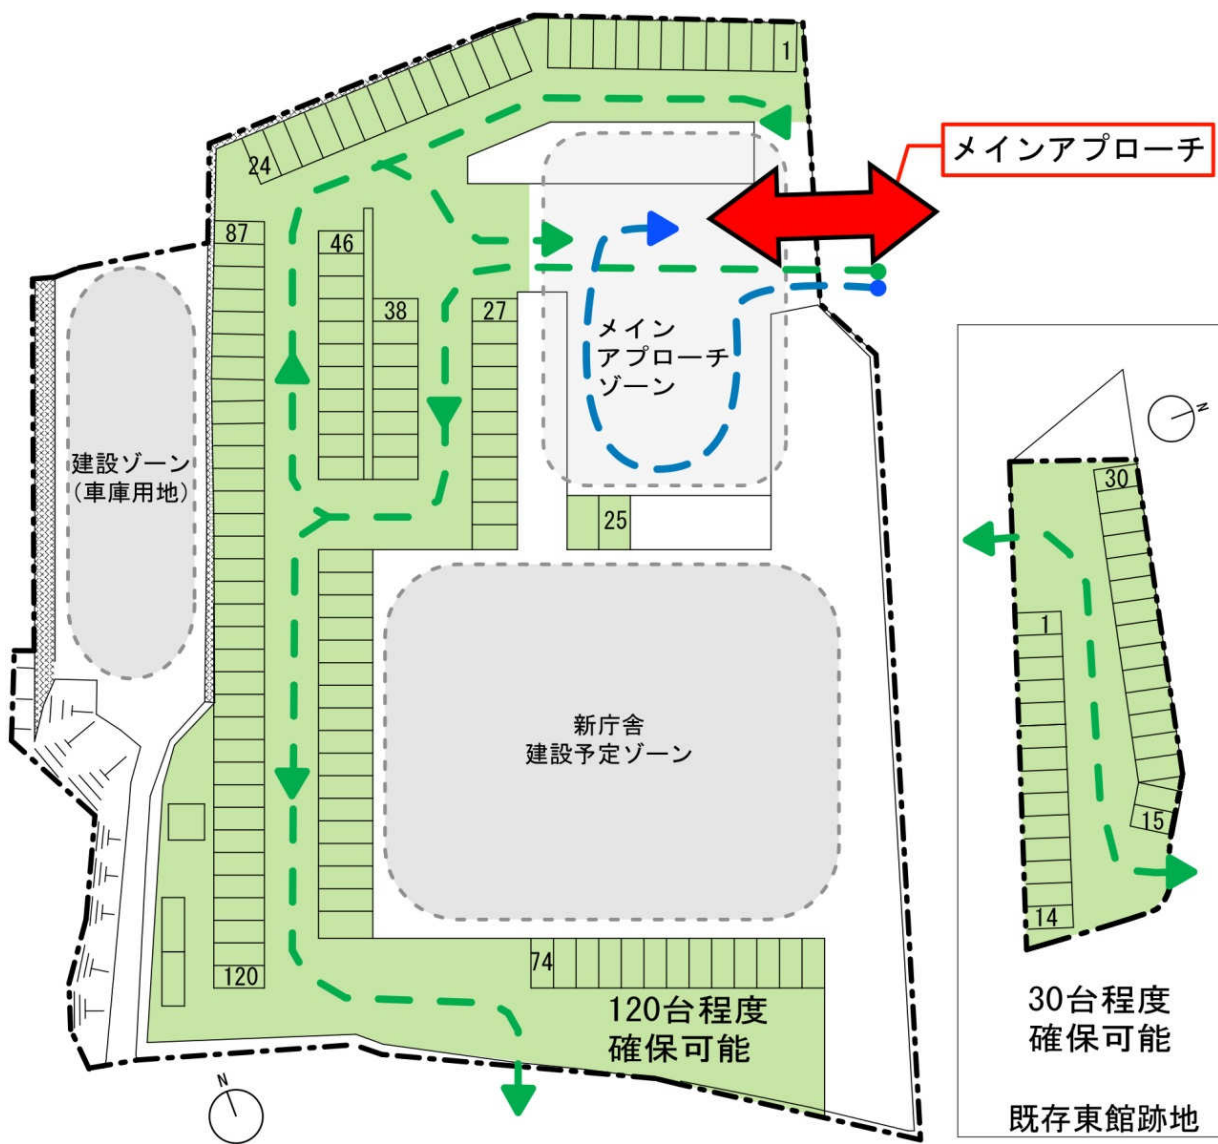 1
メインアプローチ
24
87
46
38
27
メイン
アプローチ
ゾーン
建設ゾーン
(車庫用地)
25
新庁舎
建設予定ゾーン
120
74
120台程度
確保可能
N
N
30
1
15
14
30台程度
確保可能
既存東館跡地